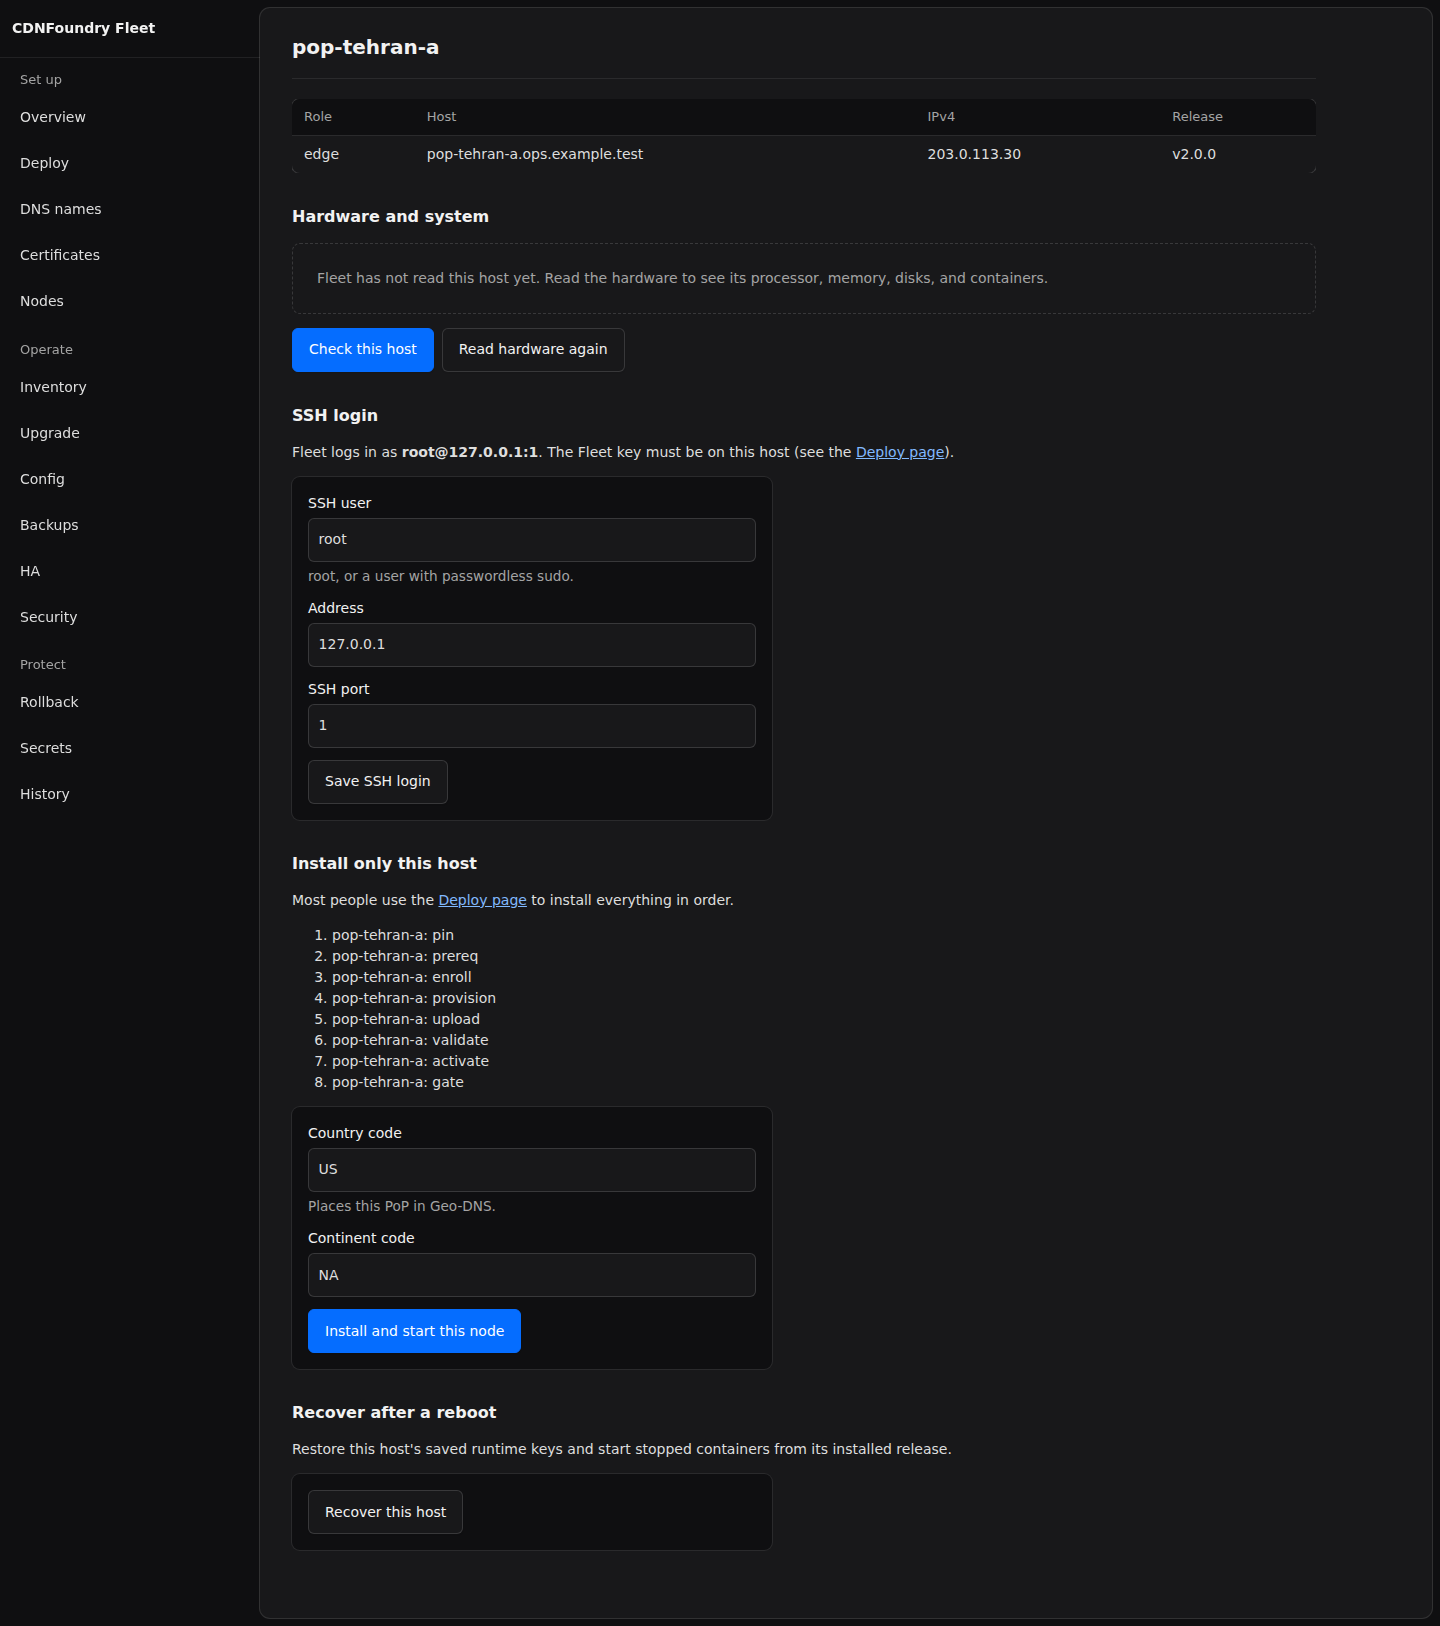 CDNFoundry Fleet
Set up
Overview
Deploy
DNS names
Certificates
Nodes
Operate
Inventory
Upgrade
Config
Backups
HA
Security
Protect
Rollback
Secrets
History
pop-tehran-a
Role Host IPv4 Release
edge pop-tehran-a.ops.example.test 203.0.113.30 v2.0.0
Hardware and system
Fleet has not read this host yet. Read the hardware to see its processor, memory, disks, and containers.
Check this host Read hardware again
SSH login
Fleet logs in as root@127.0.0.1:1. The Fleet key must be on this host (see the Deploy page).
SSH user
root
root, or a user with passwordless sudo.
Address
127.0.0.1
SSH port
1
Save SSH login
Install only this host
Most people use the Deploy page to install everything in order.
1. pop-tehran-a: pin
2. pop-tehran-a: prereq
3. pop-tehran-a: enroll
4. pop-tehran-a: provision
5. pop-tehran-a: upload
6. pop-tehran-a: validate
7. pop-tehran-a: activate
8. pop-tehran-a: gate
Country code
US
Places this PoP in Geo-DNS.
Continent code
NA
Install and start this node
Recover after a reboot
Restore this host's saved runtime keys and start stopped containers from its installed release.
Recover this host